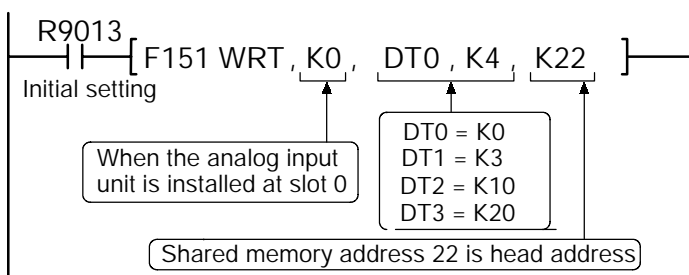 R9013
F151 WRT , K0 , DT0 , K4 , K22
Initial setting
When the analog input
unit is installed at slot 0
DT0 = K0
DT1 = K3
DT2 = K10
DT3 = K20
Shared memory address 22 is head address